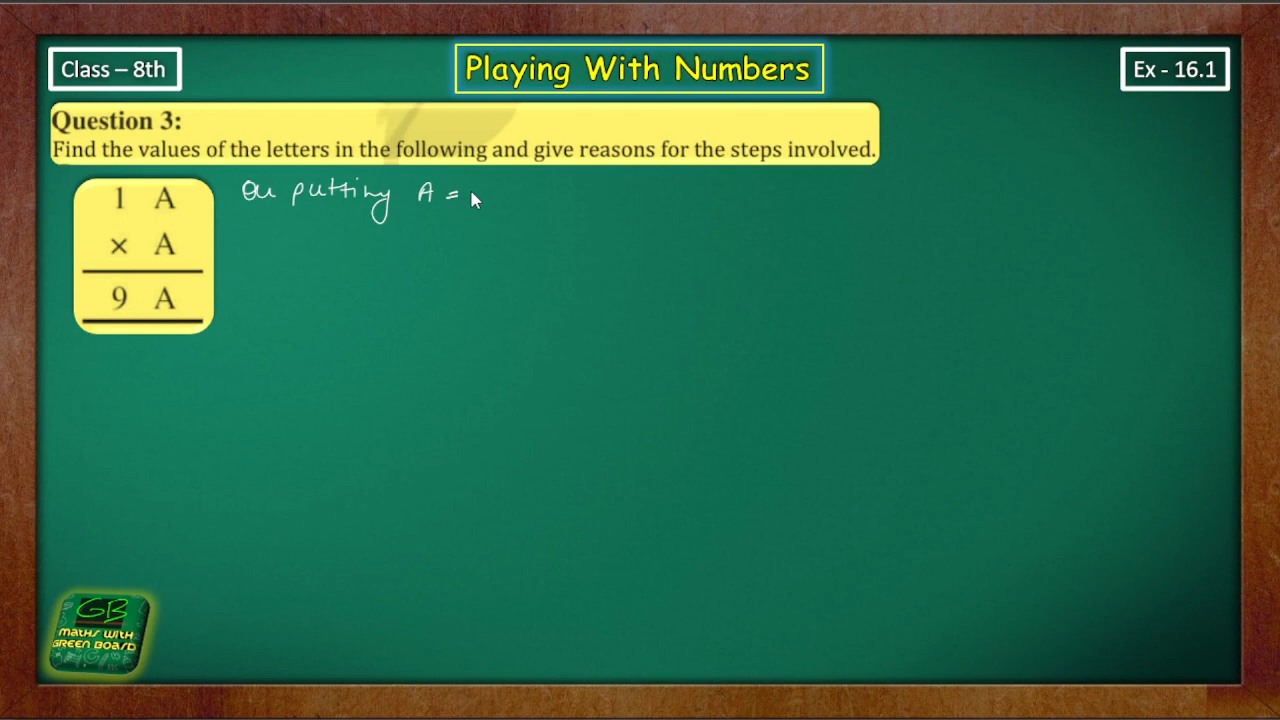 Class – 8th
Playing With Numbers
Ex - 16.1
Question 3:
Find the values of the letters in the following and give reasons for the steps involved.
1 A
× A
9 A
On putting A =
GB
MATHS WITH
GREEN BOARD